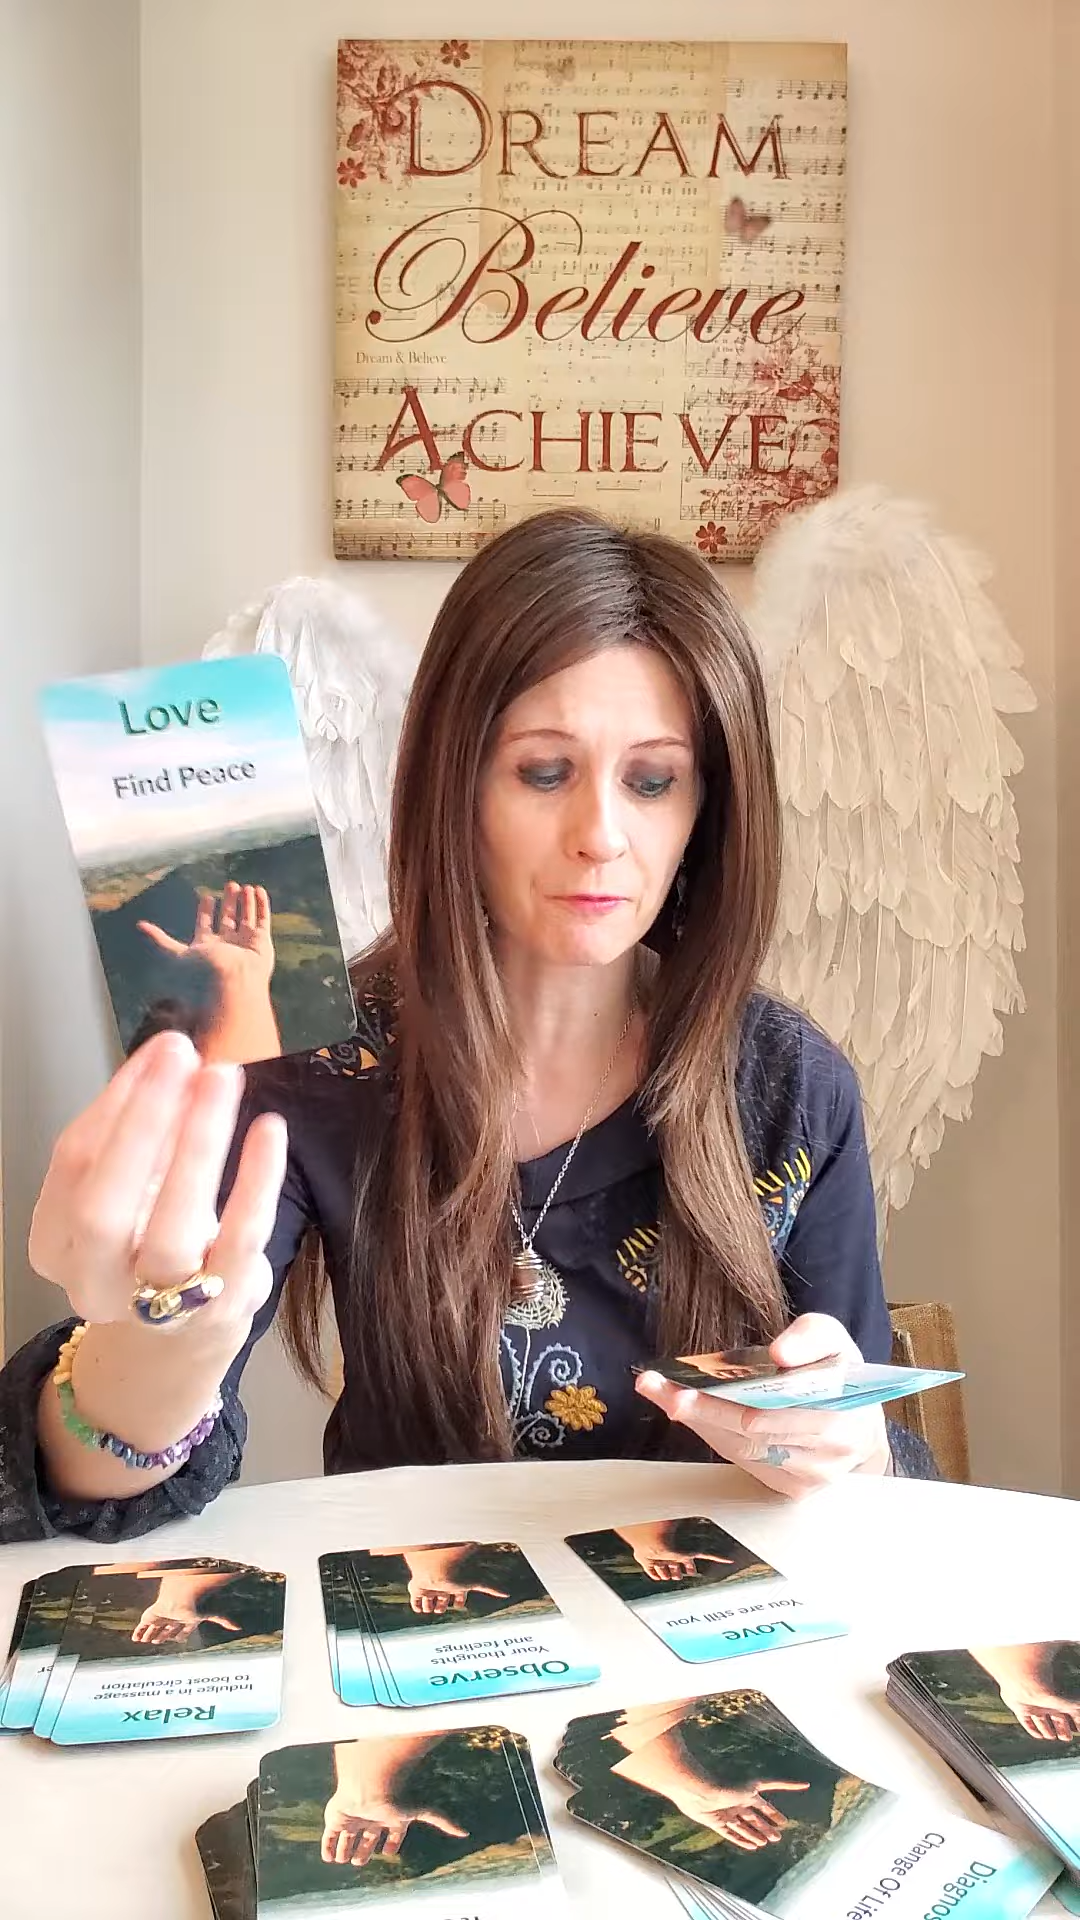 DREAM
Believe
Dream & Believe
ACHIEVE
Love
Find Peace
Love
You are still you
Observe
Your thoughts
and feelings
Relax
Indulge in a massage
to boost circulation
Change Of Life